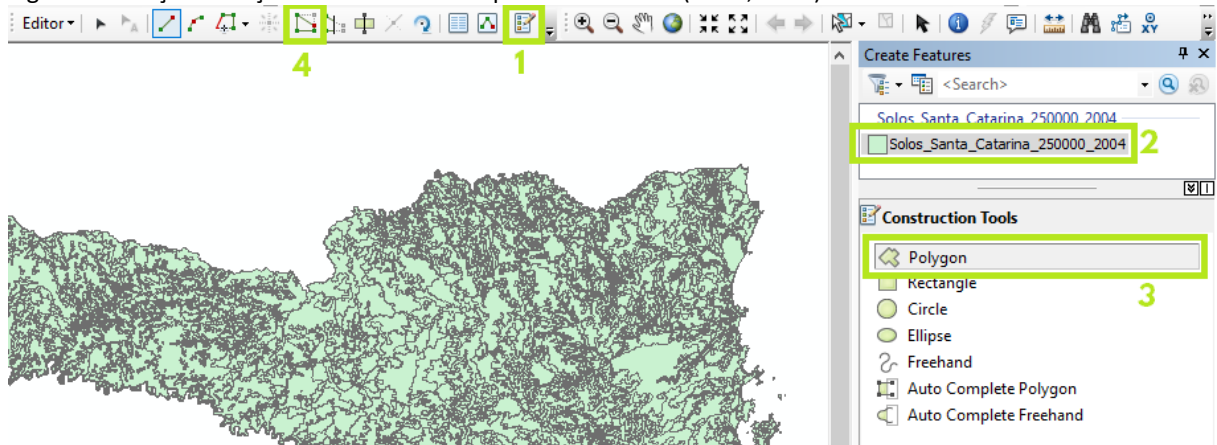 Editor
XY
4
1
Create Features
<Search>
Solos_Santa_Catarina_250000_2004
Solos_Santa_Catarina_250000_2004
2
Construction Tools
Polygon
3
Rectangle
Circle
Ellipse
Freehand
Auto Complete Polygon
Auto Complete Freehand